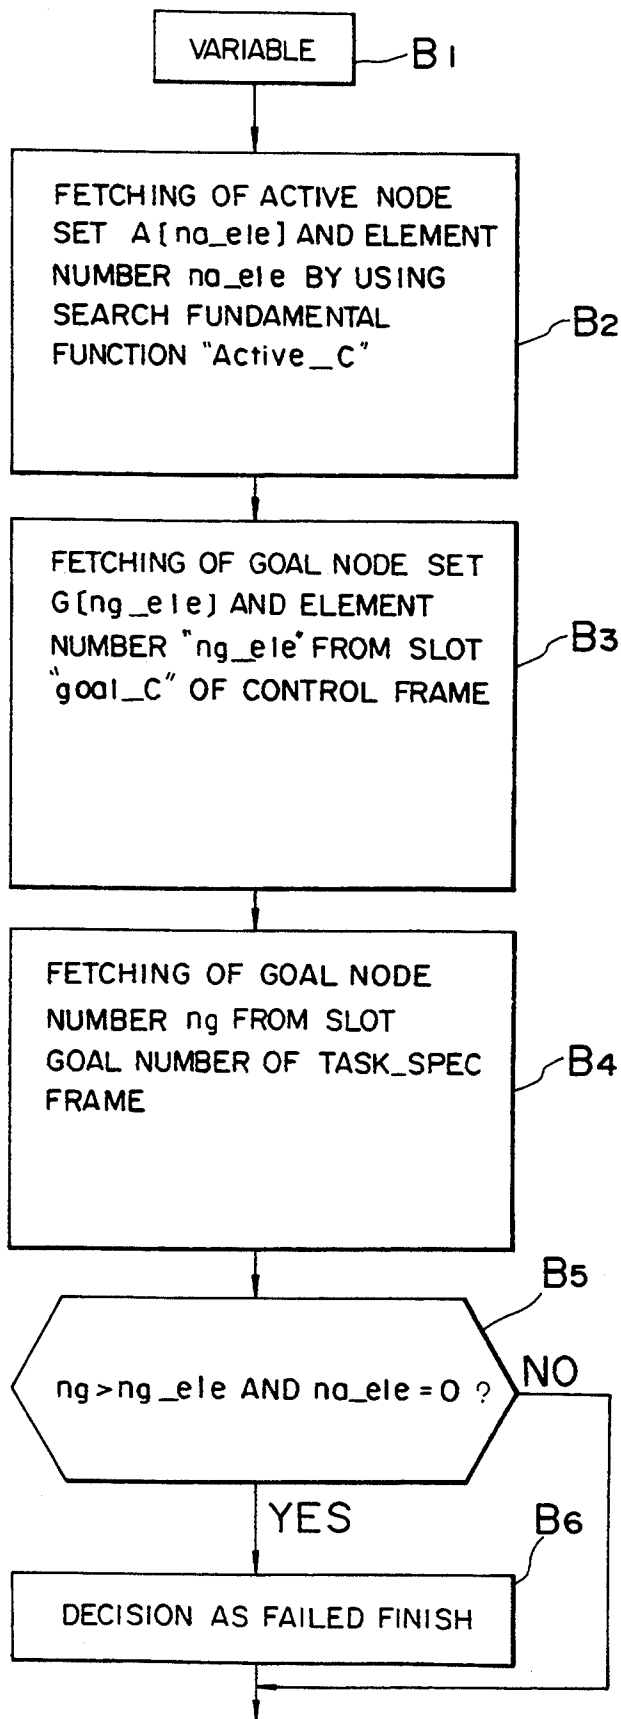 VARIABLE
B1
FETCHING OF ACTIVE NODE
SET A[na_ele] AND ELEMENT
NUMBER na_ele BY USING
SEARCH FUNDAMENTAL
FUNCTION "Active_C"
B2
FETCHING OF GOAL NODE SET
G[ng_ele] AND ELEMENT
NUMBER "ng_ele" FROM SLOT
"goal_C" OF CONTROL FRAME
B3
FETCHING OF GOAL NODE
NUMBER ng FROM SLOT
GOAL NUMBER OF TASK_SPEC
FRAME
B4
B5
ng>ng_ele AND na_ele=0 ?
NO
YES
B6
DECISION AS FAILED FINISH